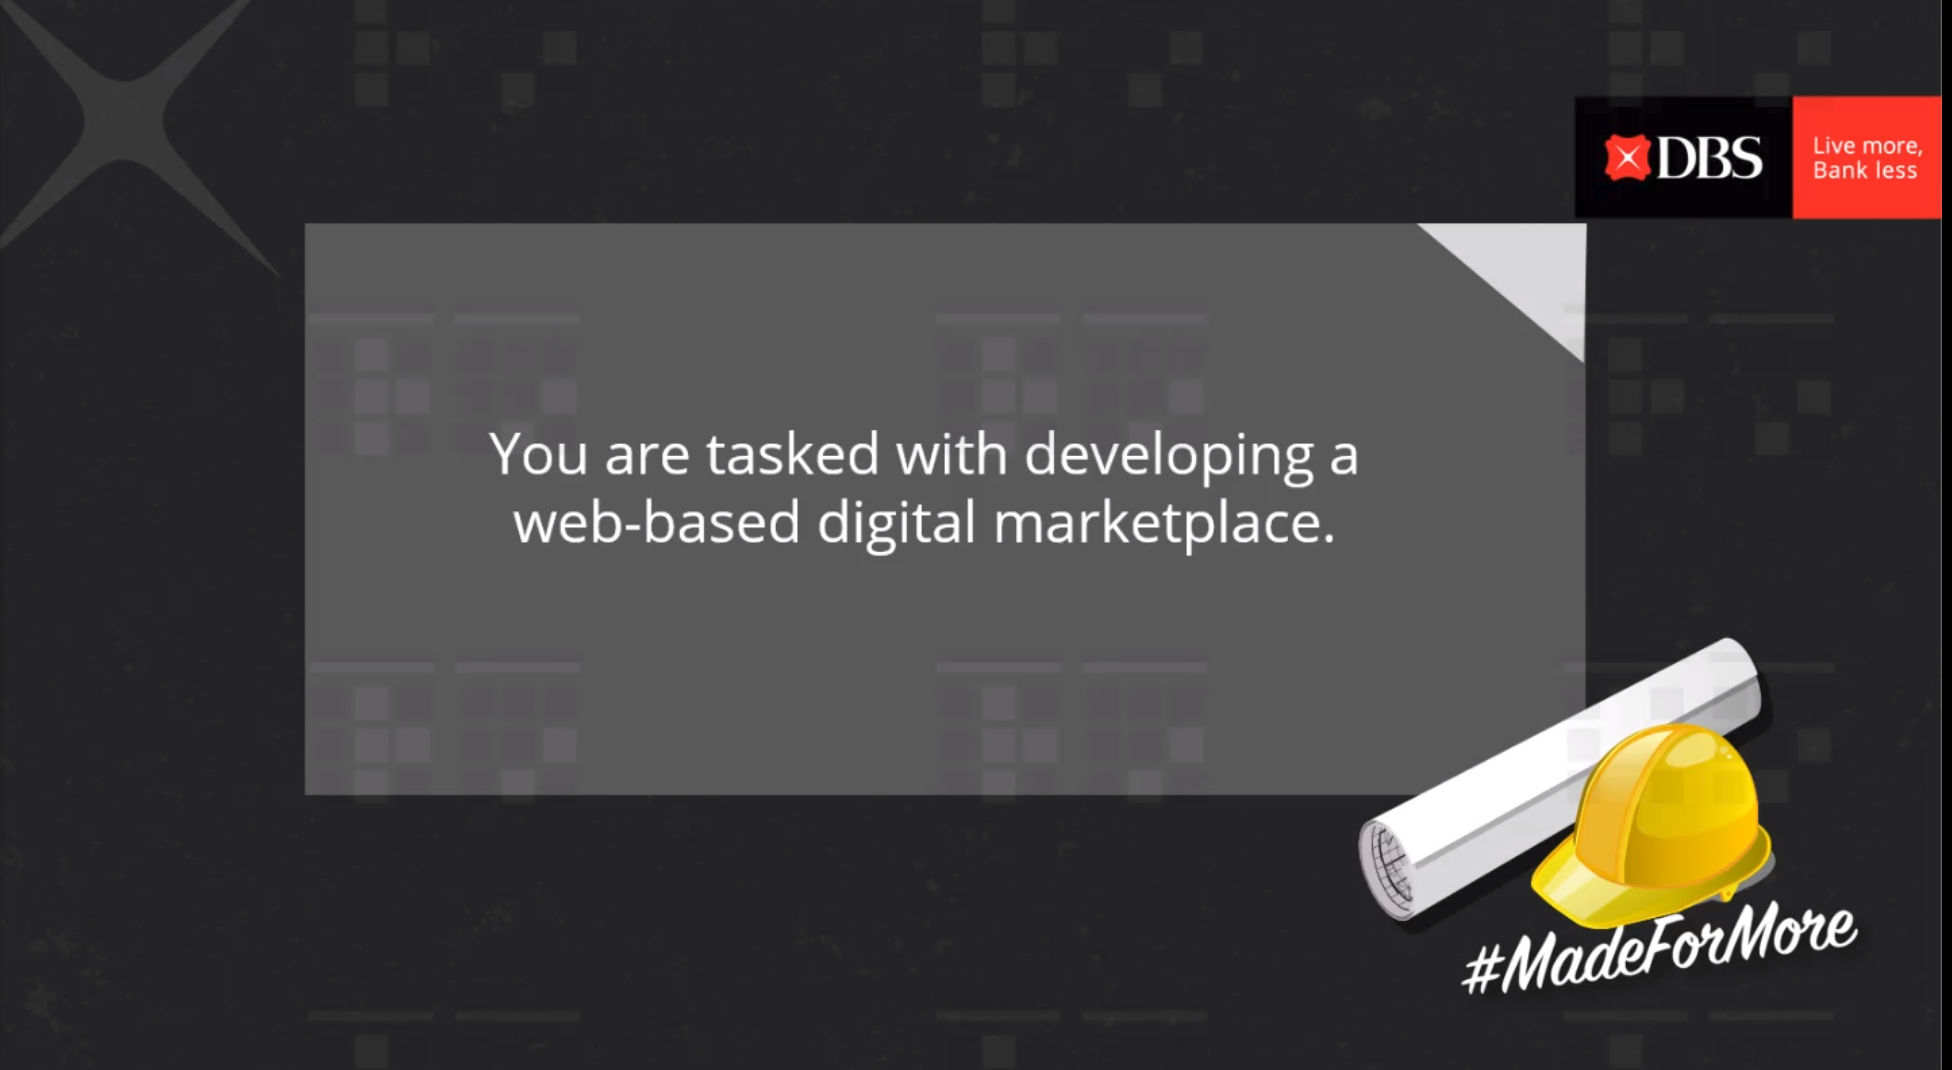 DBS
Live more,
Bank less
You are tasked with developing a
web-based digital marketplace.
#MadeForMore